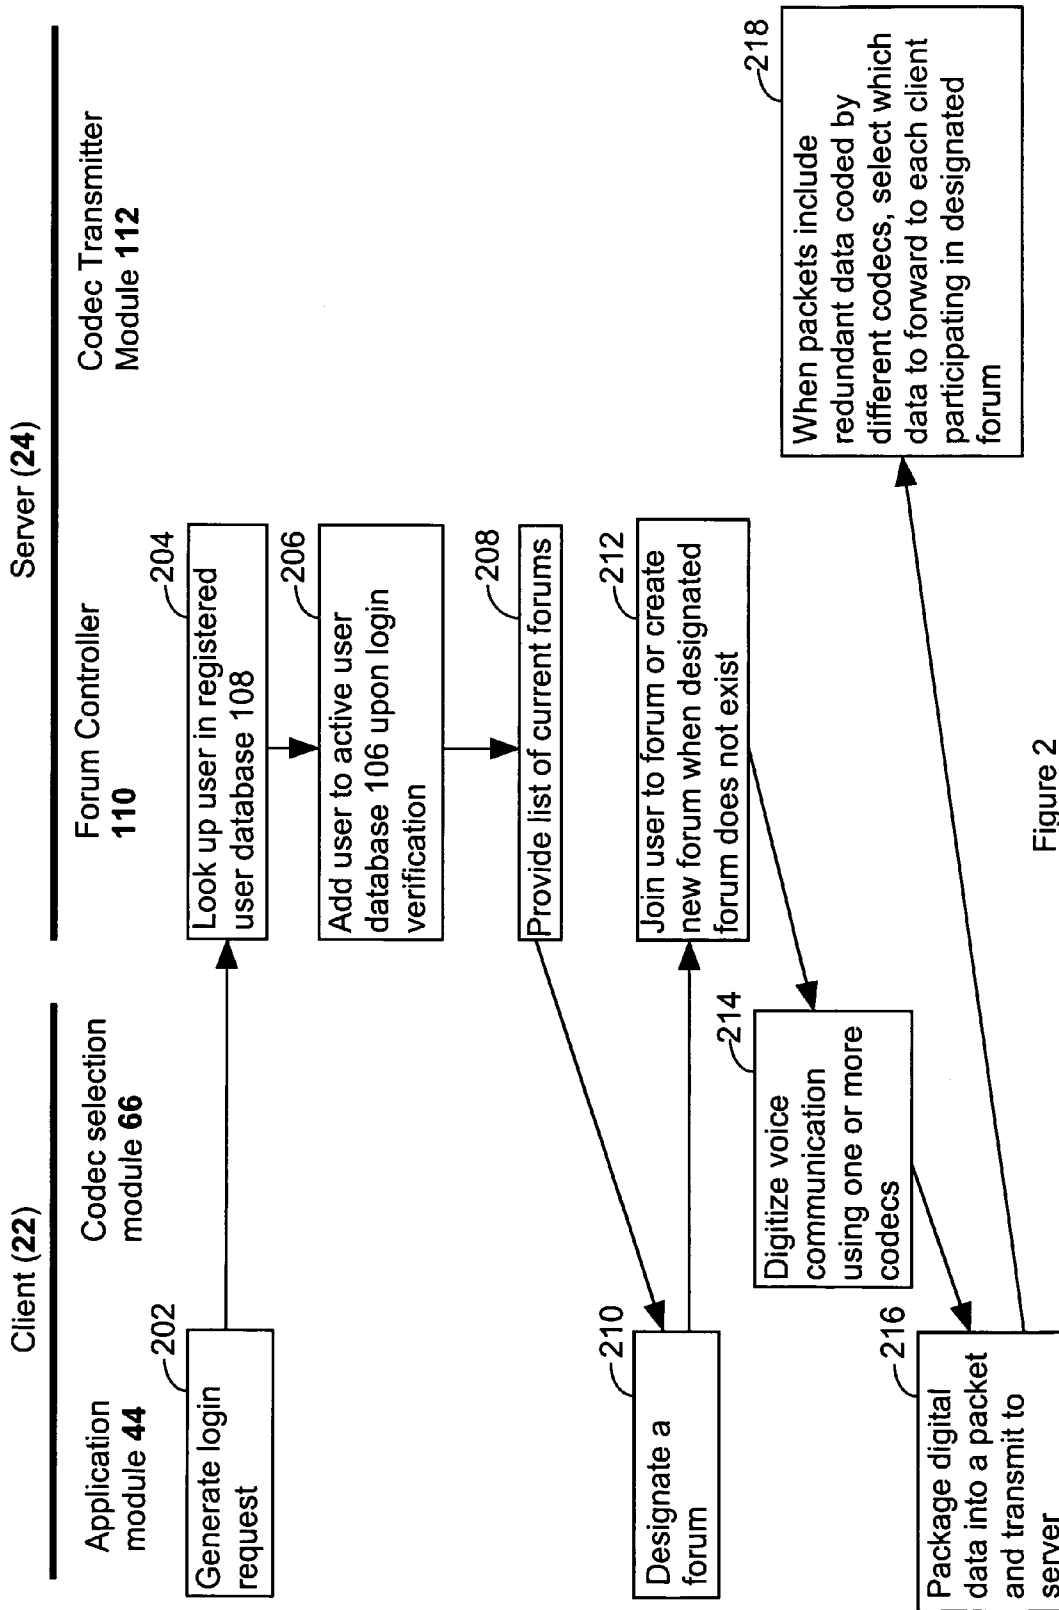 Client (22)
Server (24)
Application
module 44
Codec selection
module 66
Forum Controller
110
Codec Transmitter
Module 112
202
Generate login
request
204
Look up user in registered
user database 108
206
Add user to active user
database 106 upon login
verification
208
Provide list of current forums
210
Designate a
forum
212
Join user to forum or create
new forum when designated
forum does not exist
214
Digitize voice
communication
using one or more
codecs
216
Package digital
data into a packet
and transmit to
server
218
When packets include
redundant data coded by
different codecs, select which
data to forward to each client
participating in designated
forum
Figure 2